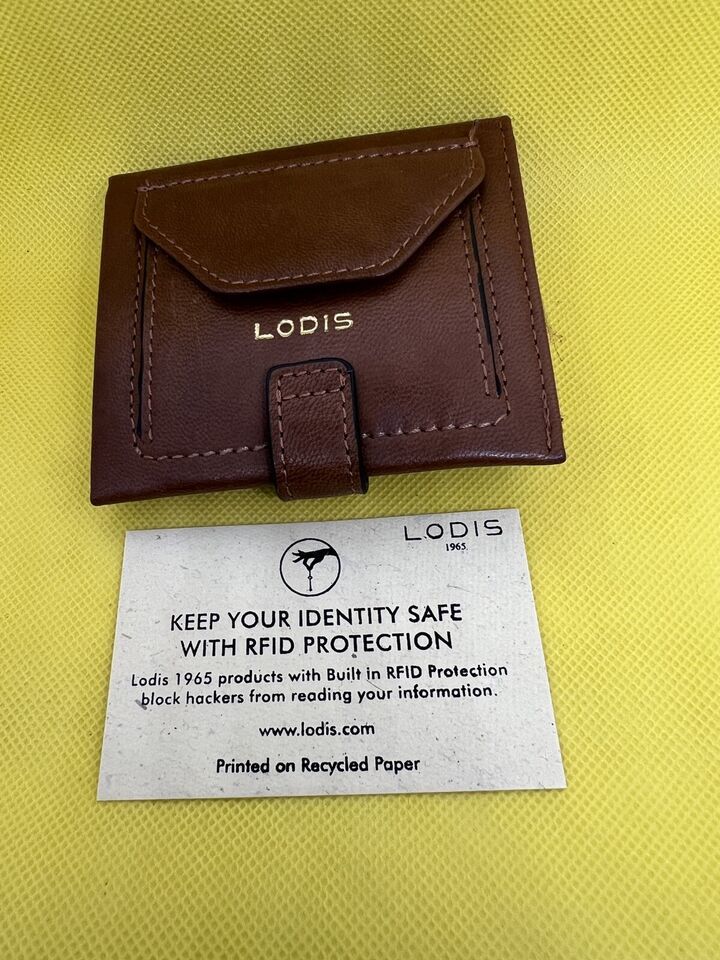 LODIS
LODIS
1965
KEEP YOUR IDENTITY SAFE
WITH RFID PROTECTION
Lodis 1965 products with Built in RFID Protection
block hackers from reading your information.
www.lodis.com
Printed on Recycled Paper